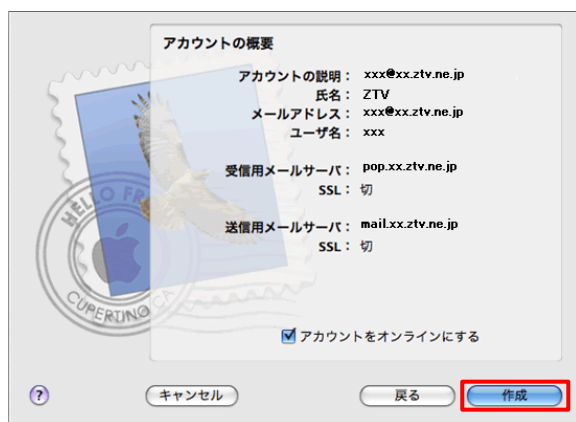 アカウントの概要
アカウントの説明： xxx@xx.ztv.ne.jp
氏名： ZTV
メールアドレス： xxx@xx.ztv.ne.jp
ユーザ名： xxx
受信用メールサーバ： pop.xx.ztv.ne.jp
SSL： 切
送信用メールサーバ： mail.xx.ztv.ne.jp
SSL： 切
HELLO FR
CUPERTINO CA
アカウントをオンラインにする
? キャンセル 戻る 作成